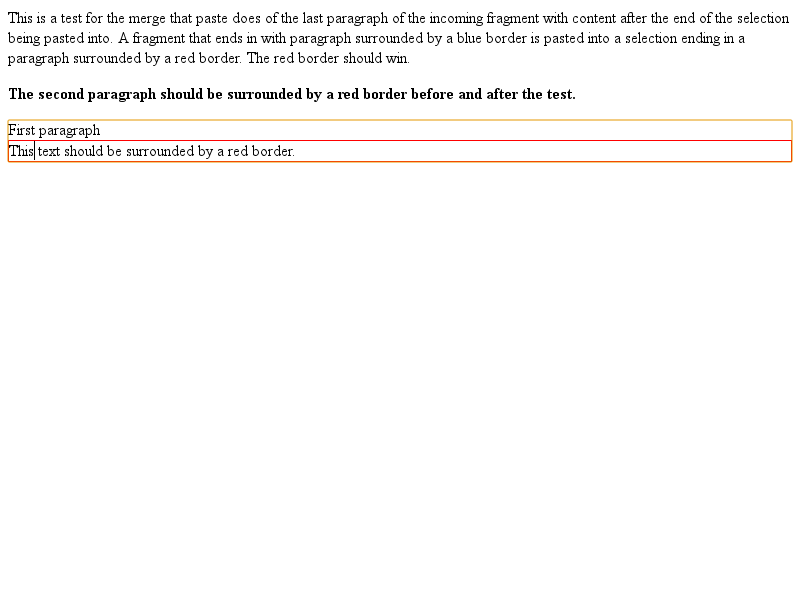 This is a test for the merge that paste does of the last paragraph of the incoming fragment with content after the end of the selection
being pasted into. A fragment that ends in with paragraph surrounded by a blue border is pasted into a selection ending in a
paragraph surrounded by a red border. The red border should win.
The second paragraph should be surrounded by a red border before and after the test.
First paragraph
This text should be surrounded by a red border.